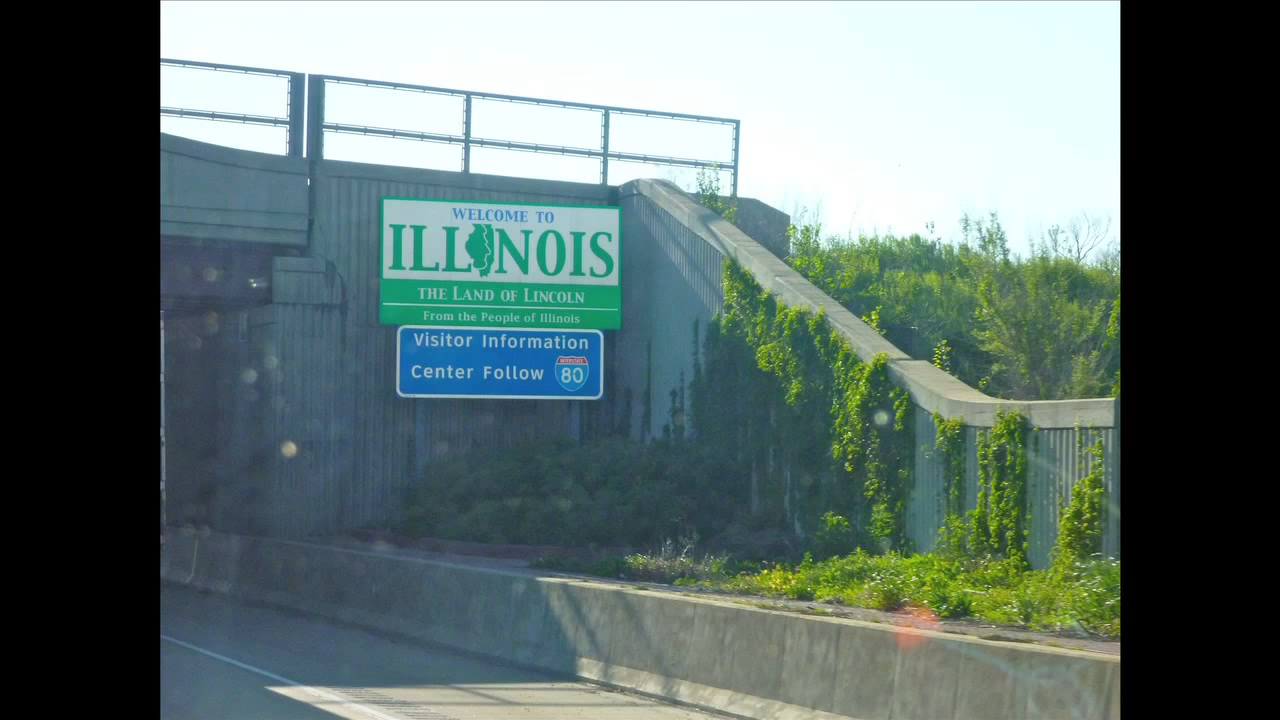 WELCOME TO
ILLINOIS
THE LAND OF LINCOLN
From the People of Illinois
Visitor Information
Center Follow
INTERSTATE
80